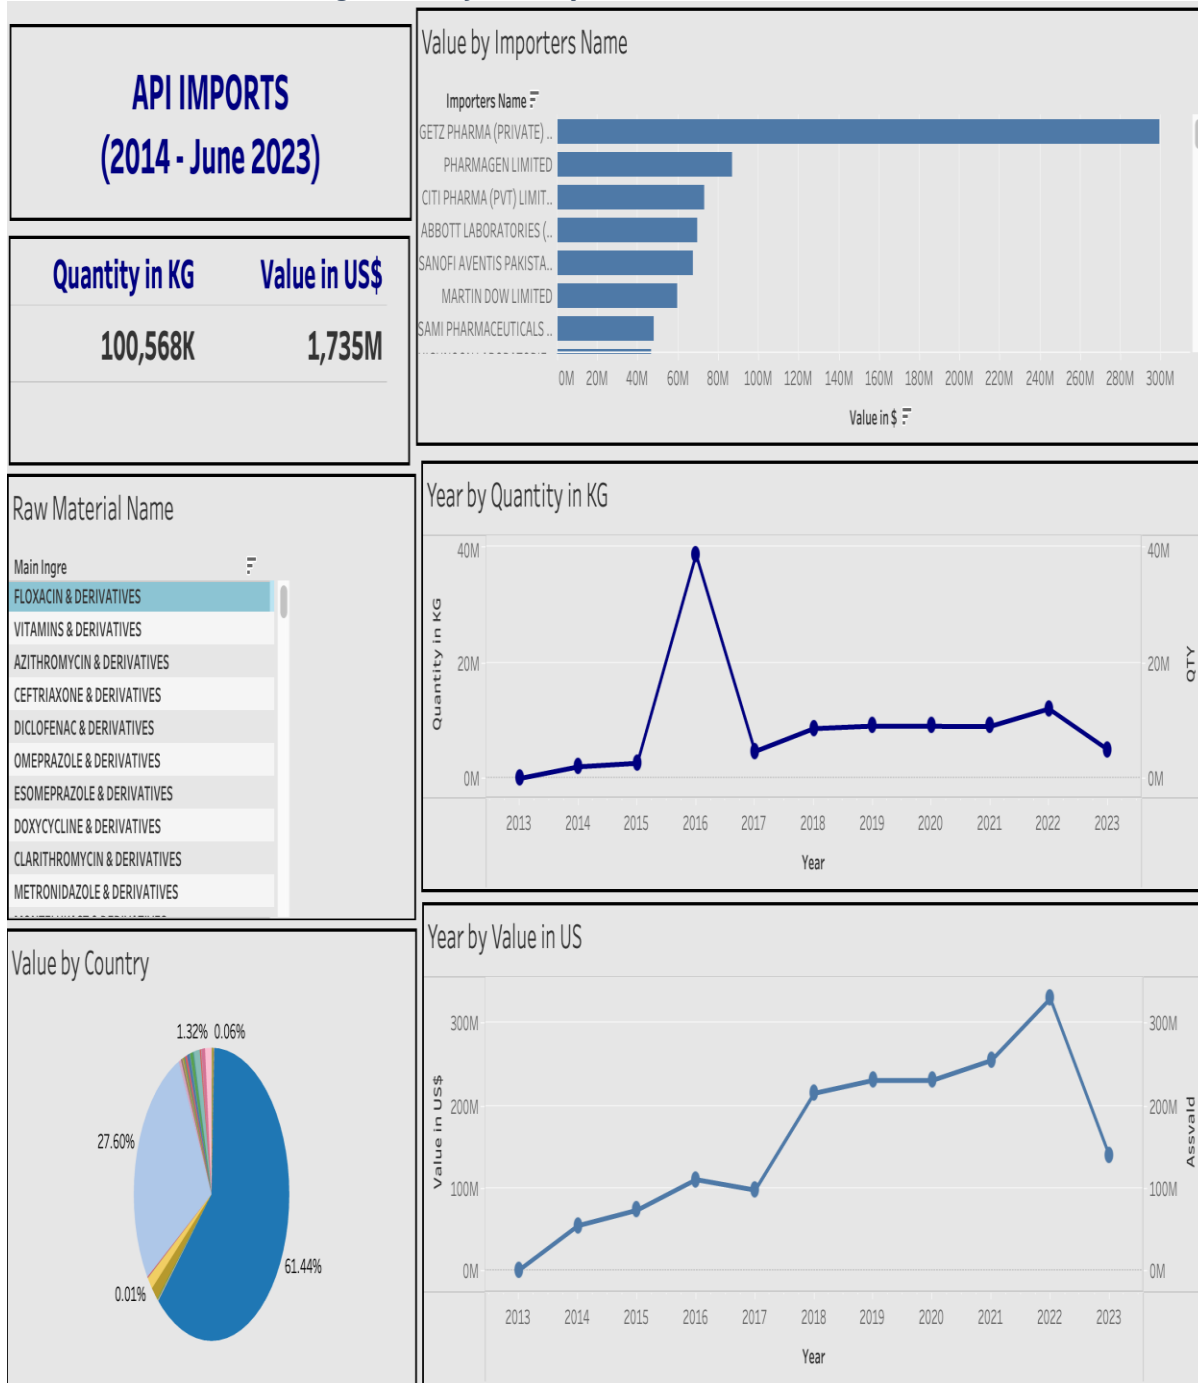 API IMPORTS
(2014 - June 2023)
Quantity in KG Value in US$
100,568K 1,735M
Value by Importers Name
Importers Name
GETZ PHARMA (PRIVATE) ..
PHARMAGEN LIMITED
CITI PHARMA (PVT) LIMIT..
ABBOTT LABORATORIES (..
SANOFI AVENTIS PAKISTA..
MARTIN DOW LIMITED
SAMI PHARMACEUTICALS ..
0M 20M 40M 60M 80M 100M 120M 140M 160M 180M 200M 220M 240M 260M 280M 300M
Value in $
Raw Material Name
Main Ingre
FLOXACIN & DERIVATIVES
VITAMINS & DERIVATIVES
AZITHROMYCIN & DERIVATIVES
CEFTRIAXONE & DERIVATIVES
DICLOFENAC & DERIVATIVES
OMEPRAZOLE & DERIVATIVES
ESOMEPRAZOLE & DERIVATIVES
DOXYCYCLINE & DERIVATIVES
CLARITHROMYCIN & DERIVATIVES
METRONIDAZOLE & DERIVATIVES
Year by Quantity in KG
Quantity in KG
40M
20M
0M
40M
20M
0M
QTY
2013 2014 2015 2016 2017 2018 2019 2020 2021 2022 2023
Year
Value by Country
1.32% 0.06%
27.60%
61.44%
0.01%
Year by Value in US
Value in US$
300M
200M
100M
0M
300M
200M
100M
0M
Assvald
2013 2014 2015 2016 2017 2018 2019 2020 2021 2022 2023
Year